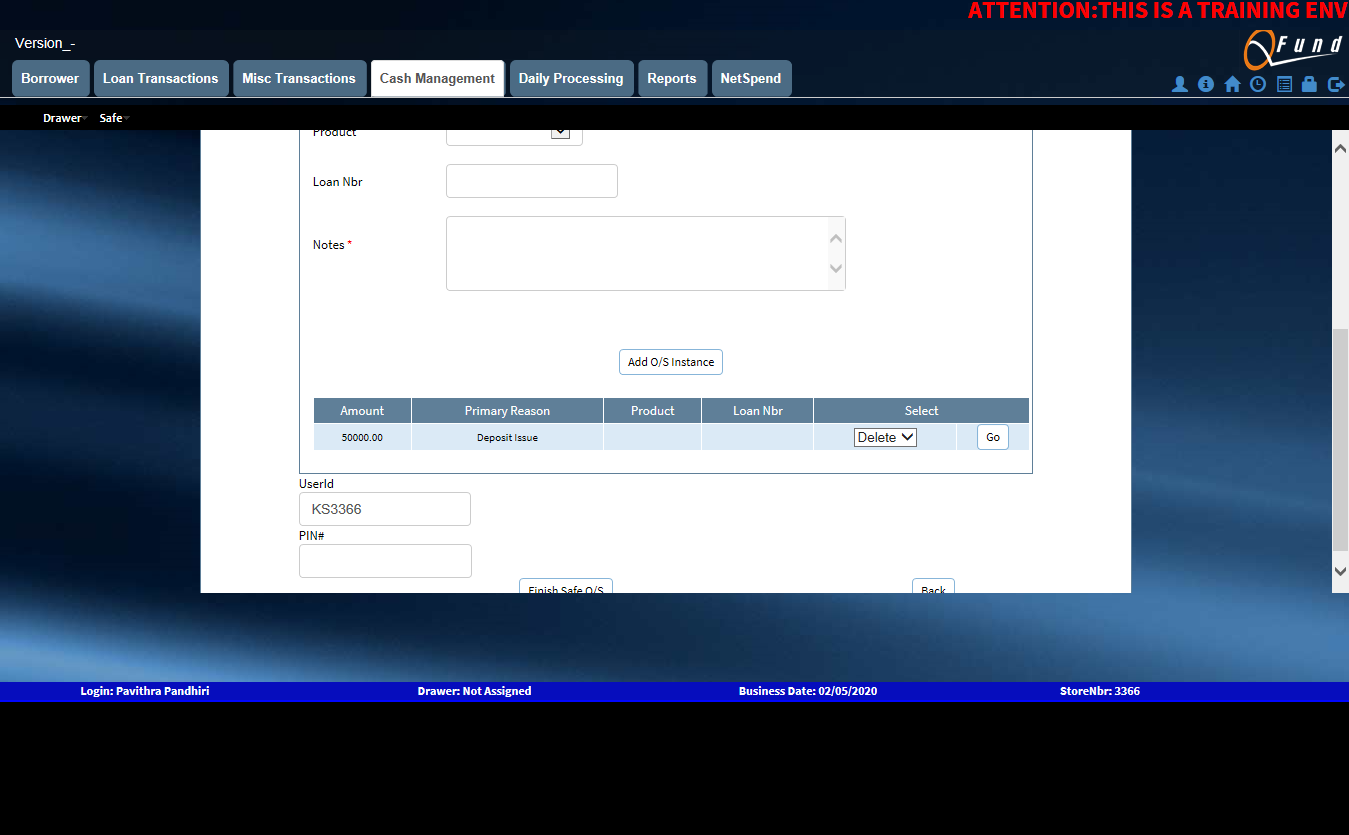 ATTENTION:THIS IS A TRAINING ENV
Version_-
QFund
Borrower Loan Transactions Misc Transactions Cash Management Daily Processing Reports NetSpend
Drawer Safe
Product
Loan Nbr
Notes *
Add O/S Instance
Amount Primary Reason Product Loan Nbr Select
50000.00 Deposit Issue Delete Go
UserId
KS3366
PIN#
Finish Safe O/S Back
Login: Pavithra Pandhiri Drawer: Not Assigned Business Date: 02/05/2020 StoreNbr: 3366